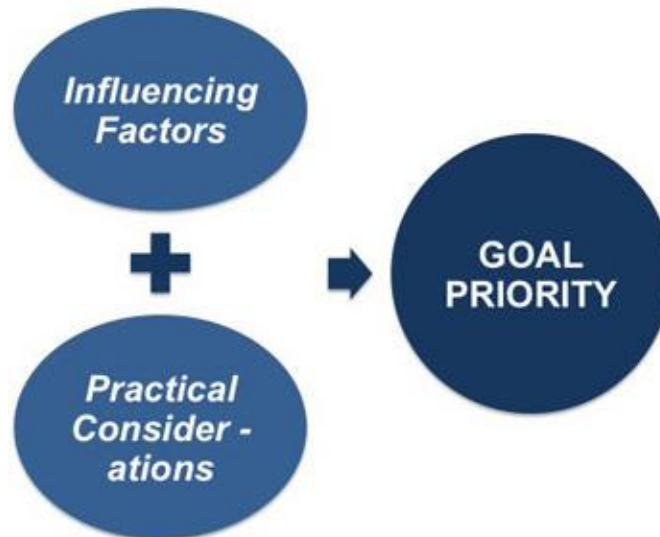 Influencing
Factors
GOAL
PRIORITY
Practical
Consider -
ations